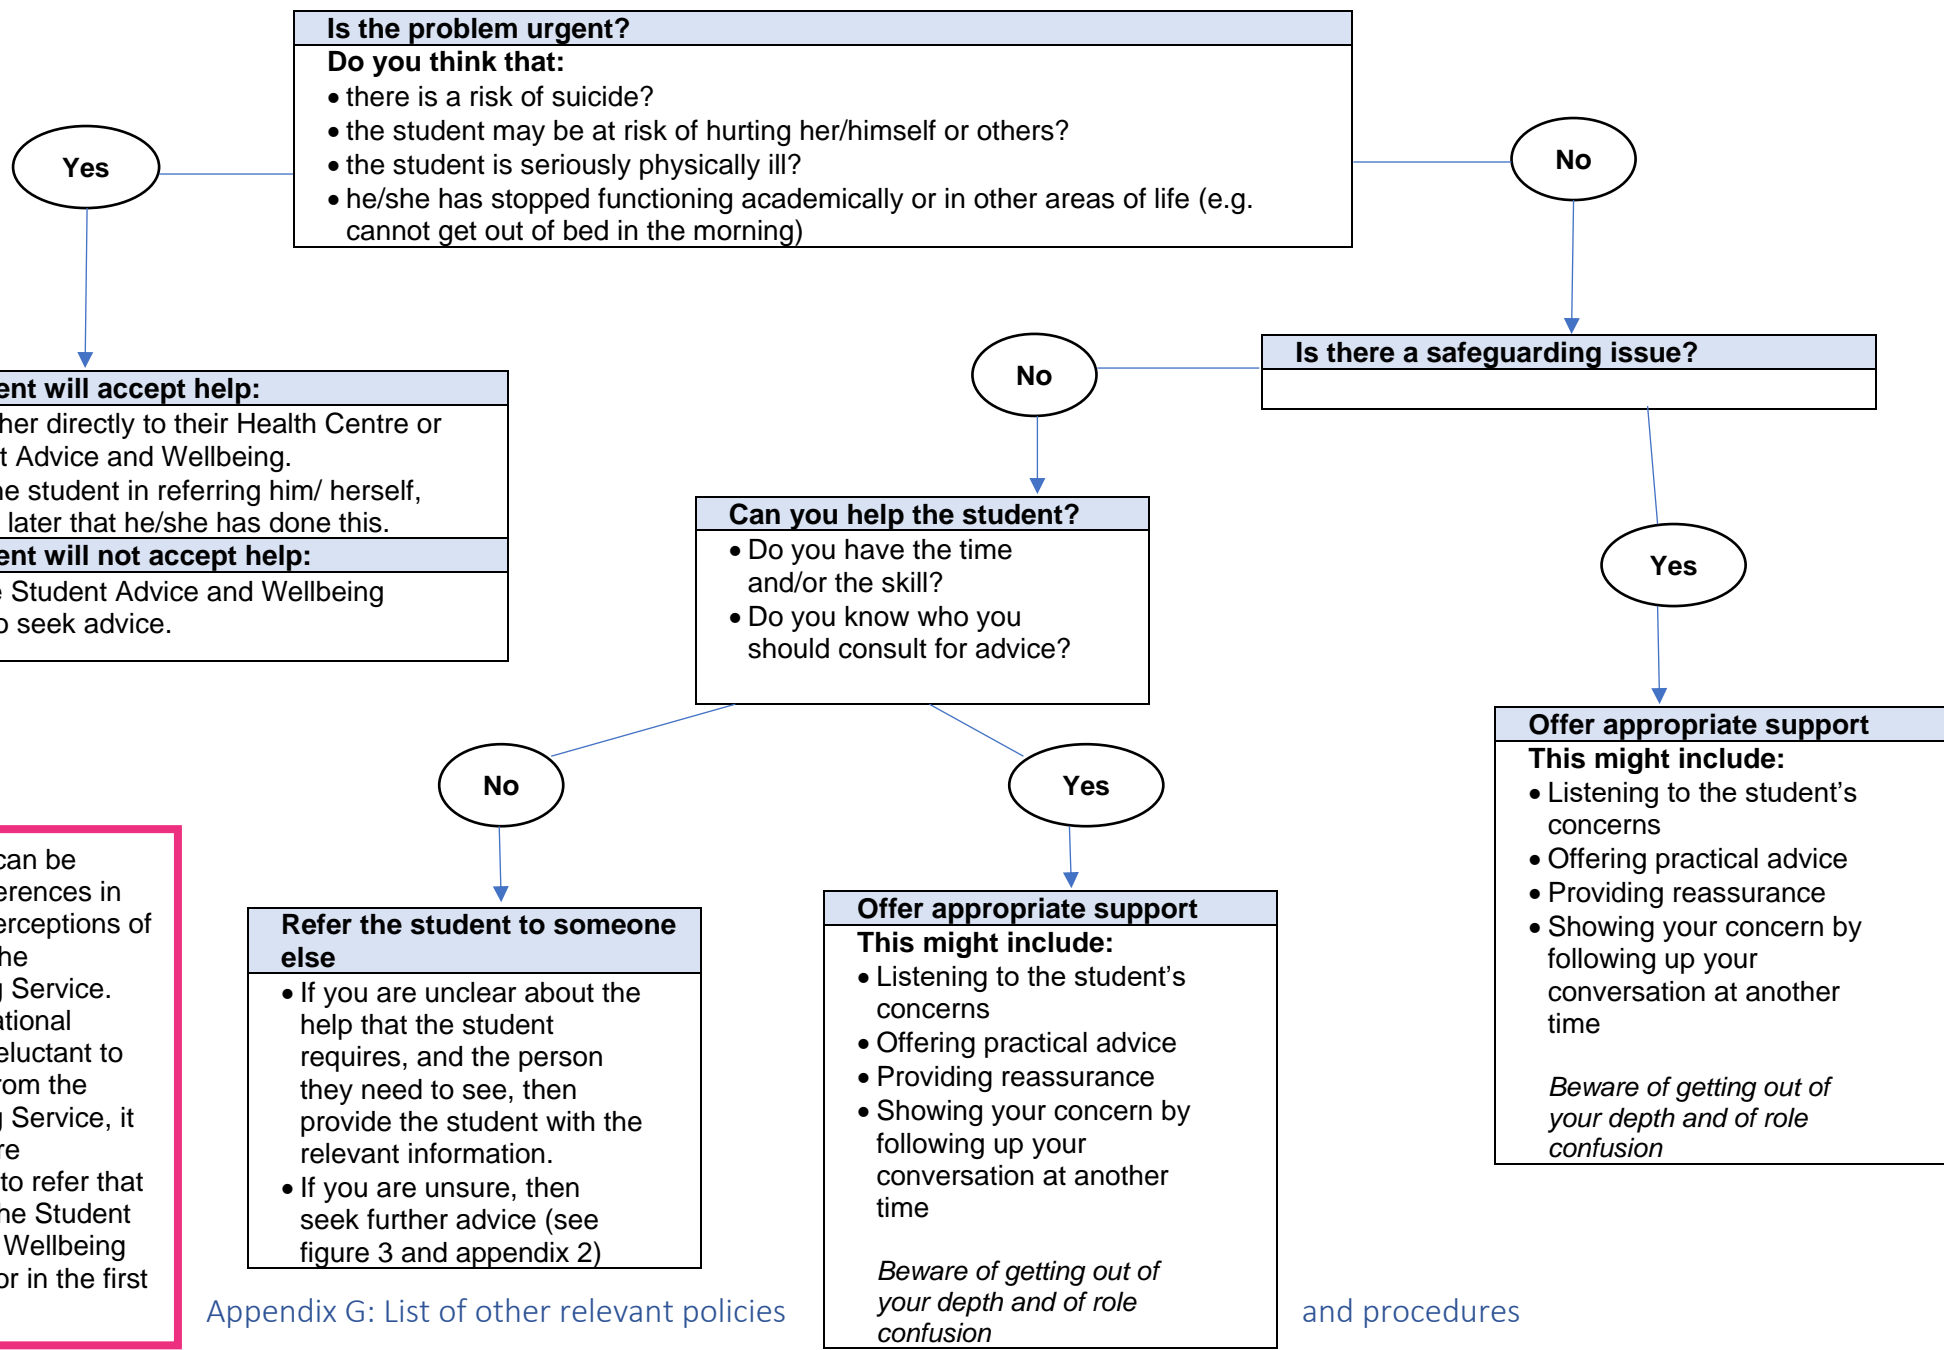 Is the problem urgent?
Do you think that:
• there is a risk of suicide?
• the student may be at risk of hurting her/himself or others?
• the student is seriously physically ill?
• he/she has stopped functioning academically or in other areas of life (e.g.
cannot get out of bed in the morning)
Yes
No
ent will accept help:
her directly to their Health Centre or
t Advice and Wellbeing.
he student in referring him/ herself,
later that he/she has done this.
ent will not accept help:
e Student Advice and Wellbeing
o seek advice.
No
Is there a safeguarding issue?
Can you help the student?
• Do you have the time
and/or the skill?
• Do you know who you
should consult for advice?
Yes
No
Yes
Offer appropriate support
This might include:
• Listening to the student’s
concerns
• Offering practical advice
• Providing reassurance
• Showing your concern by
following up your
conversation at another
time
Beware of getting out of
your depth and of role
confusion
can be
erences in
erceptions of
he
g Service.
ational
eluctant to
rom the
g Service, it
re
to refer that
he Student
Wellbeing
or in the first
Refer the student to someone
else
• If you are unclear about the
help that the student
requires, and the person
they need to see, then
provide the student with the
relevant information.
• If you are unsure, then
seek further advice (see
figure 3 and appendix 2)
Offer appropriate support
This might include:
• Listening to the student’s
concerns
• Offering practical advice
• Providing reassurance
• Showing your concern by
following up your
conversation at another
time
Beware of getting out of
your depth and of role
confusion
Appendix G: List of other relevant policies and procedures